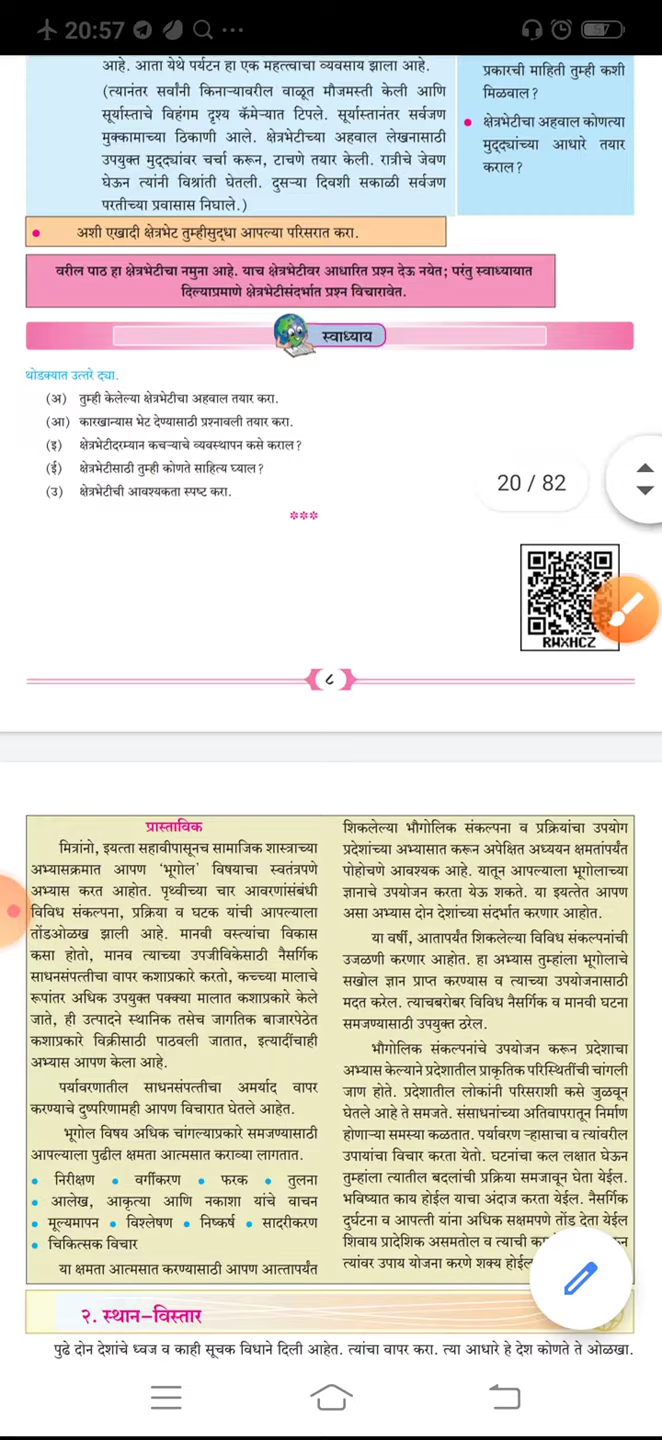 20:57
57
आहे. आता येथे पर्यटन हा एक महत्त्वाचा व्यवसाय झाला आहे.
(त्यानंतर सर्वांनी किनाऱ्यावरील वाळूत मौजमस्ती केली आणि
सूर्यास्ताचे विहंगम दृश्य कॅमेऱ्यात टिपले. सूर्यास्तानंतर सर्वजण
मुक्कामाच्या ठिकाणी आले. क्षेत्रभेटीच्या अहवाल लेखनासाठी
उपयुक्त मुद्द्यांवर चर्चा करून, टाचणे तयार केली. रात्रीचे जेवण
घेऊन त्यांनी विश्रांती घेतली. दुसऱ्या दिवशी सकाळी सर्वजण
परतीच्या प्रवासास निघाले.)
प्रकारची माहिती तुम्ही कशी
मिळवाल ?
• क्षेत्रभेटीचा अहवाल कोणत्या
मुद्द्यांच्या आधारे तयार
कराल ?
• अशी एखादी क्षेत्रभेट तुम्हीसुद्धा आपल्या परिसरात करा.
वरील पाठ हा क्षेत्रभेटीचा नमुना आहे. याच क्षेत्रभेटीवर आधारित प्रश्न देऊ नयेत; परंतु स्वाध्यायात
दिल्याप्रमाणे क्षेत्रभेटीसंदर्भात प्रश्न विचारावेत.
स्वाध्याय
थोडक्यात उत्तरे द्या.
(अ) तुम्ही केलेल्या क्षेत्रभेटीचा अहवाल तयार करा.
(आ) कारखान्यास भेट देण्यासाठी प्रश्नावली तयार करा.
(इ) क्षेत्रभेटीदरम्यान कचऱ्याचे व्यवस्थापन कसे कराल ?
(ई) क्षेत्रभेटीसाठी तुम्ही कोणते साहित्य घ्याल ?
(उ) क्षेत्रभेटीची आवश्यकता स्पष्ट करा.
***
20 / 82
RWXHCZ
८
प्रास्ताविक
मित्रांनो, इयत्ता सहावीपासूनच सामाजिक शास्त्राच्या
अभ्यासक्रमात आपण ‘भूगोल’ विषयाचा स्वतंत्रपणे
अभ्यास करत आहोत. पृथ्वीच्या चार आवरणांसंबंधी
विविध संकल्पना, प्रक्रिया व घटक यांची आपल्याला
तोंडओळख झाली आहे. मानवी वस्त्यांचा विकास
कसा होतो, मानव त्याच्या उपजीविकेसाठी नैसर्गिक
साधनसंपत्तीचा वापर कशाप्रकारे करतो, कच्च्या मालाचे
रूपांतर अधिक उपयुक्त पक्क्या मालात कशाप्रकारे केले
जाते, ही उत्पादने स्थानिक तसेच जागतिक बाजारपेठेत
कशाप्रकारे विक्रीसाठी पाठवली जातात, इत्यादींचाही
अभ्यास आपण केला आहे.
पर्यावरणातील साधनसंपत्तीचा अमर्याद वापर
करण्याचे दुष्परिणामही आपण विचारात घेतले आहेत.
भूगोल विषय अधिक चांगल्याप्रकारे समजण्यासाठी
आपल्याला पुढील क्षमता आत्मसात कराव्या लागतात.
• निरीक्षण • वर्गीकरण • फरक • तुलना
• आलेख, आकृत्या आणि नकाशा यांचे वाचन
• मूल्यमापन • विश्लेषण • निष्कर्ष • सादरीकरण
• चिकित्सक विचार
या क्षमता आत्मसात करण्यासाठी आपण आत्तापर्यंत
शिकलेल्या भौगोलिक संकल्पना व प्रक्रियांचा उपयोग
प्रदेशांच्या अभ्यासात करून अपेक्षित अध्ययन क्षमतांपर्यंत
पोहोचणे आवश्यक आहे. यातून आपल्याला भूगोलाच्या
ज्ञानाचे उपयोजन करता येऊ शकते. या इयत्तेत आपण
असा अभ्यास दोन देशांच्या संदर्भात करणार आहोत.
या वर्षी, आतापर्यंत शिकलेल्या विविध संकल्पनांची
उजळणी करणार आहोत. हा अभ्यास तुम्हांला भूगोलाचे
सखोल ज्ञान प्राप्त करण्यास व त्याच्या उपयोजनासाठी
मदत करेल. त्याचबरोबर विविध नैसर्गिक व मानवी घटना
समजण्यासाठी उपयुक्त ठरेल.
भौगोलिक संकल्पनांचे उपयोजन करून प्रदेशाचा
अभ्यास केल्याने प्रदेशातील प्राकृतिक परिस्थितींची चांगली
जाण होते. प्रदेशातील लोकांनी परिसराशी कसे जुळवून
घेतले आहे ते समजते. संसाधनांच्या अतिवापरातून निर्माण
होणाऱ्या समस्या कळतात. पर्यावरण ऱ्हासाचा व त्यांवरील
उपायांचा विचार करता येतो. घटनांचा कल लक्षात घेऊन
तुम्हांला त्यातील बदलांची प्रक्रिया समजावून घेता येईल.
भविष्यात काय होईल याचा अंदाज करता येईल. नैसर्गिक
दुर्घटना व आपत्ती यांना अधिक सक्षमपणे तोंड देता येईल
शिवाय प्रादेशिक असमतोल व त्याची
त्यांवर उपाय योजना करणे शक्य
२. स्थान–विस्तार
पुढे दोन देशांचे ध्वज व काही सूचक विधाने दिली आहेत. त्यांचा वापर करा. त्या आधारे हे देश कोणते ते ओळखा.